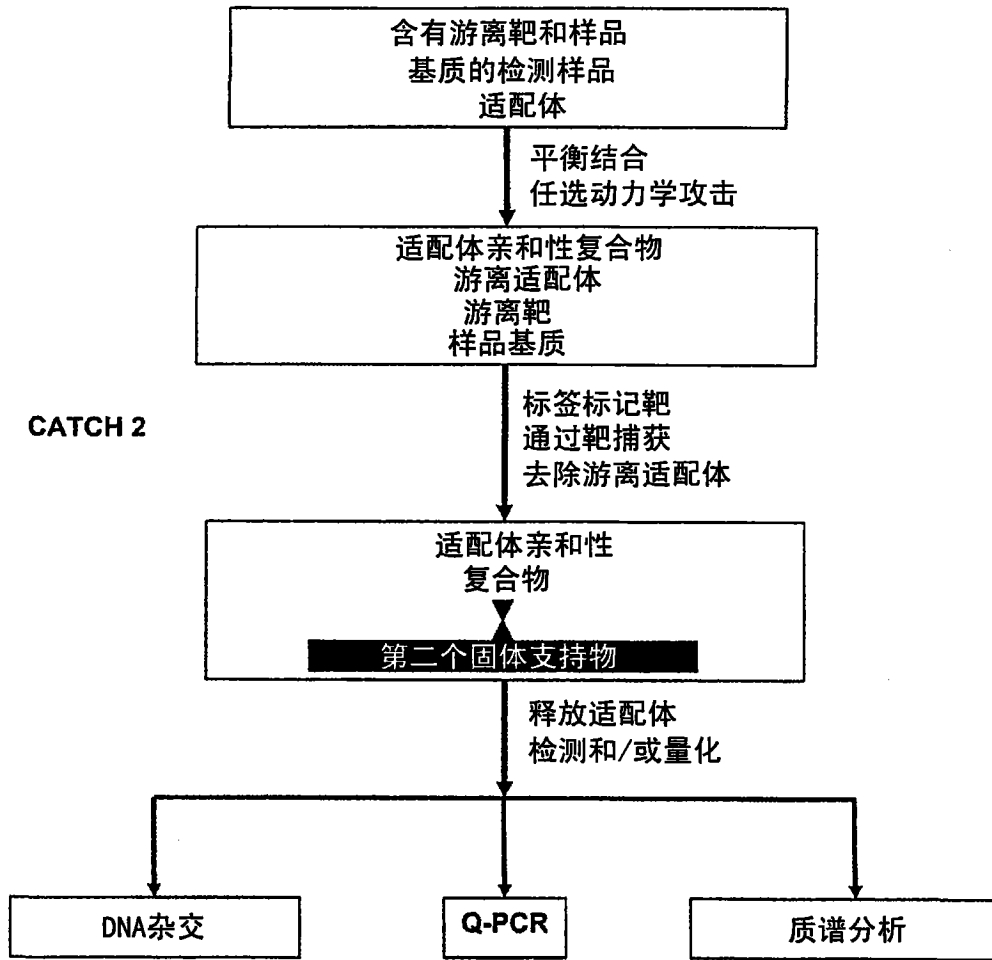 含有游离靶和样品
基质的检测样品
适配体
平衡结合
任选动力学攻击
适配体亲和性复合物
游离适配体
游离靶
样品基质
CATCH 2
标签标记靶
通过靶捕获
去除游离适配体
适配体亲和性
复合物
第二个固体支持物
释放适配体
检测和/或量化
DNA杂交
Q-PCR
质谱分析